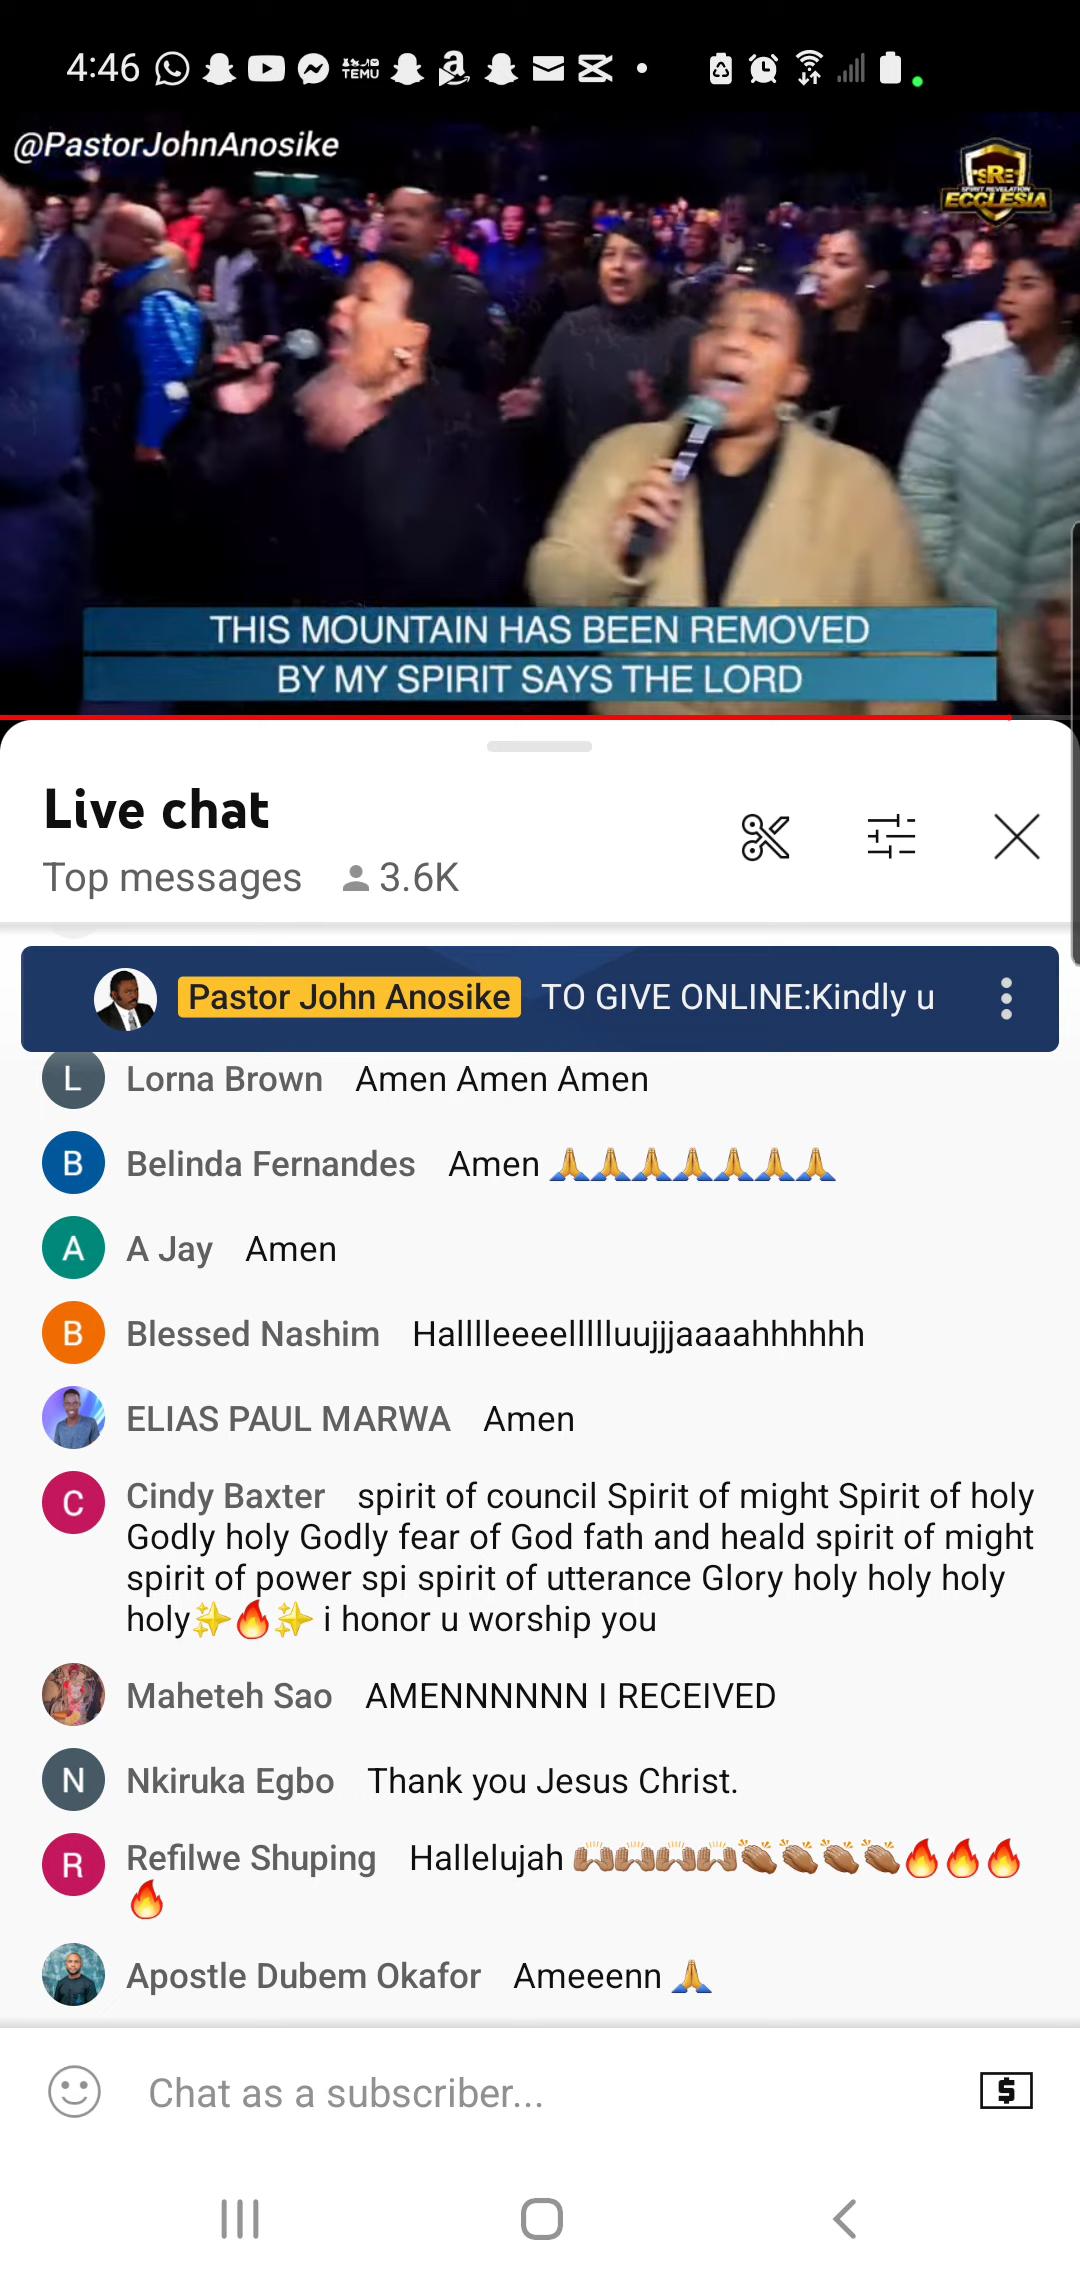 4:46
TEMU
@PastorJohnAnosike
SRE
SPIRIT REVELATION
ECCLESIA
THIS MOUNTAIN HAS BEEN REMOVED
BY MY SPIRIT SAYS THE LORD
Live chat
Top messages 3.6K
Pastor John Anosike TO GIVE ONLINE:Kindly u
L Lorna Brown Amen Amen Amen
B Belinda Fernandes Amen 🙏🙏🙏🙏🙏🙏🙏
A A Jay Amen
B Blessed Nashim Halllleeeellllluujjjaaaahhhhhh
ELIAS PAUL MARWA Amen
C Cindy Baxter spirit of council Spirit of might Spirit of holy
Godly holy Godly fear of God fath and heald spirit of might
spirit of power spi spirit of utterance Glory holy holy holy
holy✨🔥✨ i honor u worship you
Maheteh Sao AMENNNNNN I RECEIVED
N Nkiruka Egbo Thank you Jesus Christ.
R Refilwe Shuping Hallelujah 🙌🏽🙌🏽🙌🏽🙌🏽👏🏽👏🏽👏🏽👏🏽🔥🔥🔥
🔥
Apostle Dubem Okafor Ameeenn 🙏
Chat as a subscriber...
$